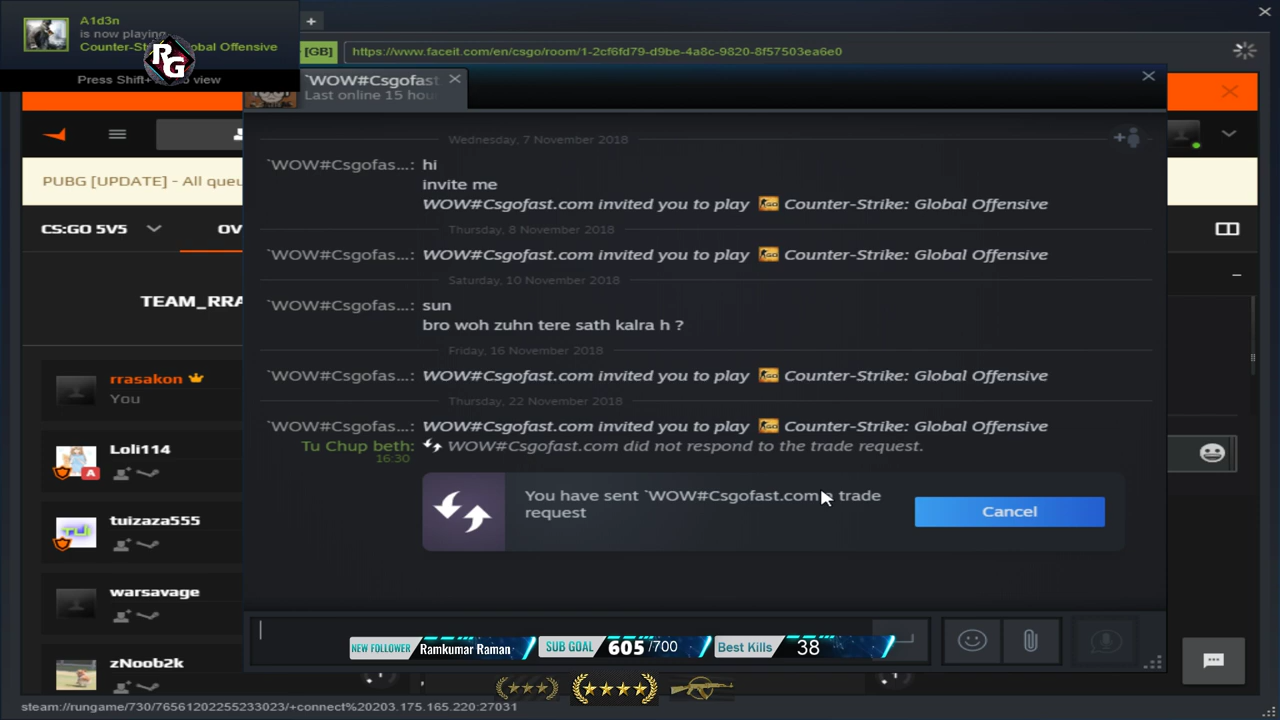 A1d3n
is now playing
Counter-St obal Offensive
RG
Press Shift+ view
+
[GB] https://www.faceit.com/en/csgo/room/1-2cf6fd79-d9be-4a8c-9820-8f57503ea6e0
`WOW#Csgofast
Last online 15 hou
PUBG [UPDATE] - All queu
CS:GO 5V5
OV
TEAM_RRA
rrasakon
You
Loli114
A
tuizaza555
warsavage
zNoob2k
Wednesday, 7 November 2018
`WOW#Csgofas...: hi
invite me
WOW#Csgofast.com invited you to play Counter-Strike: Global Offensive
Thursday, 8 November 2018
`WOW#Csgofas...: WOW#Csgofast.com invited you to play Counter-Strike: Global Offensive
Saturday, 10 November 2018
`WOW#Csgofas...: sun
bro woh zuhn tere sath kalra h ?
Friday, 16 November 2018
`WOW#Csgofas...: WOW#Csgofast.com invited you to play Counter-Strike: Global Offensive
Thursday, 22 November 2018
`WOW#Csgofas...: WOW#Csgofast.com invited you to play Counter-Strike: Global Offensive
Tu Chup beth: WOW#Csgofast.com did not respond to the trade request.
16:30
You have sent `WOW#Csgofast.com a trade
request
Cancel
NEW FOLLOWER Ramkumar Raman SUB GOAL 605 /700 Best Kills 38
steam://rungame/730/76561202255233023/+connect%20203.175.165.220:27031